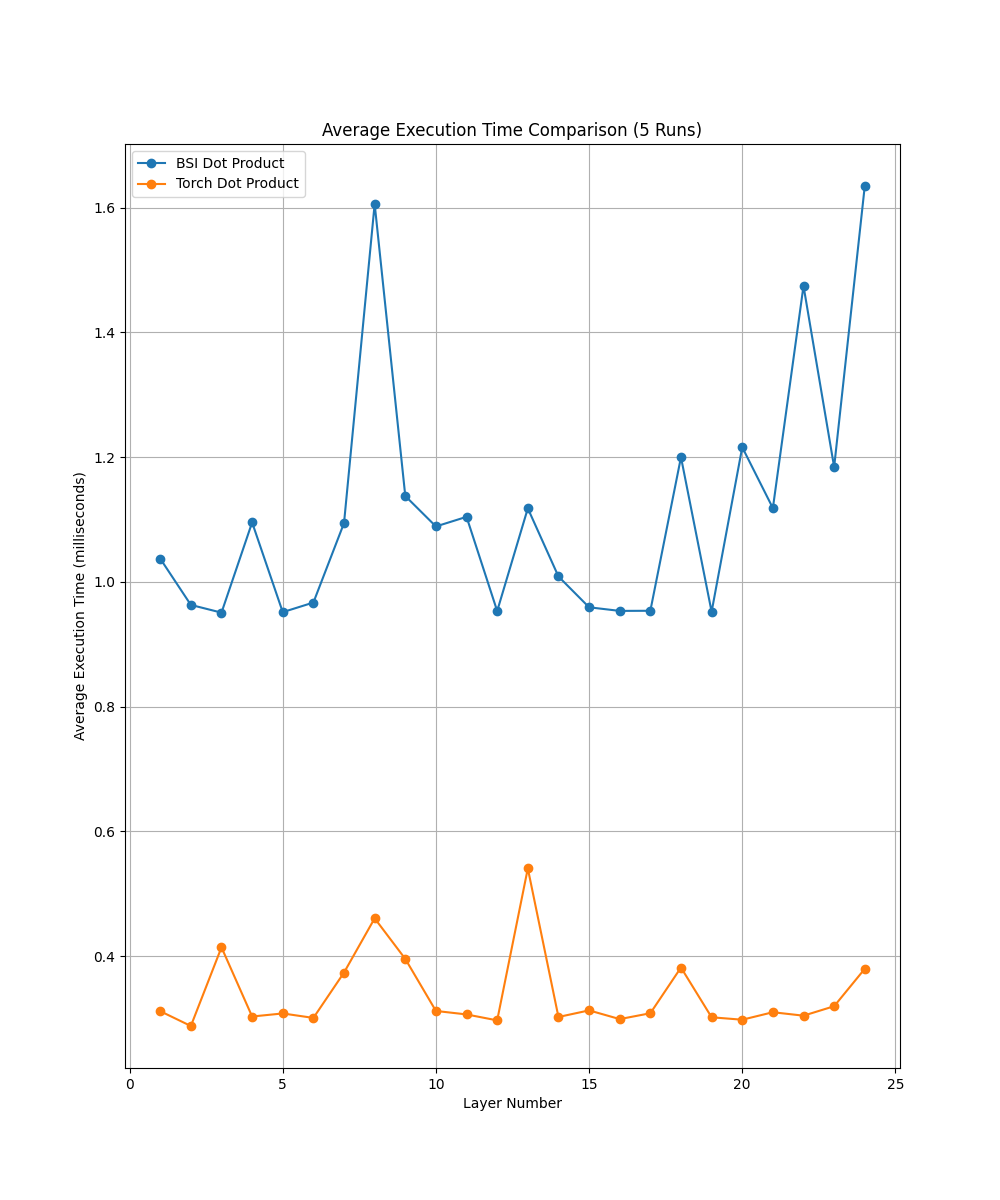 Average Execution Time Comparison (5 Runs)
BSI Dot Product
Torch Dot Product
Average Execution Time (milliseconds)
1.6
1.4
1.2
1.0
0.8
0.6
0.4
0 5 10 15 20 25
Layer Number